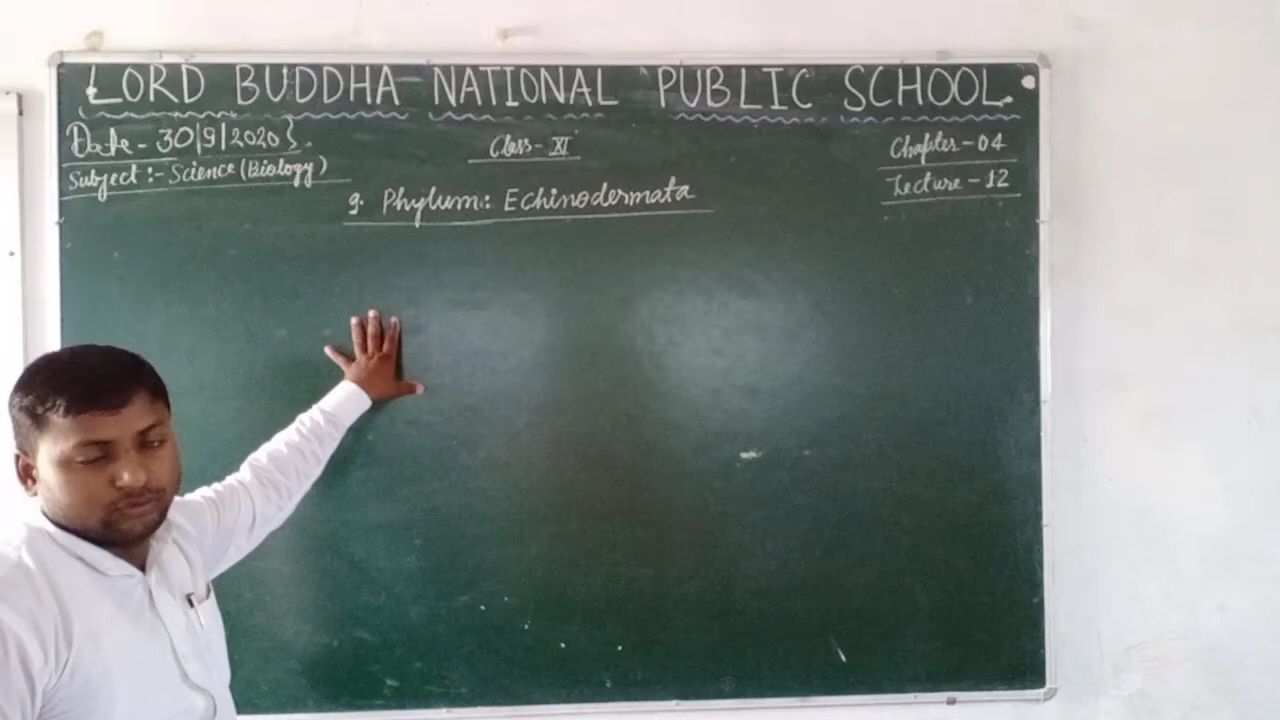 LORD BUDDHA NATIONAL PUBLIC SCHOOL
Date - 30/9/2020}
Class - XI
Chapter - 04
Subject :- Science (Biology)
Lecture - 12
9. Phylum: Echinodermata